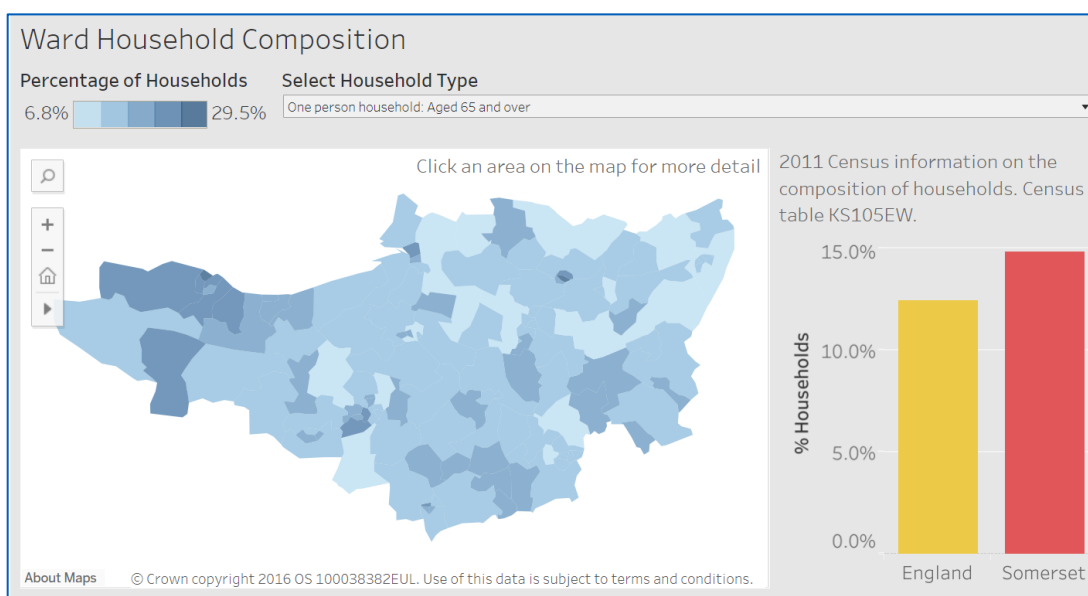 Ward Household Composition
Percentage of Households
6.8%
29.5%
Select Household Type
One person household: Aged 65 and over
Click an area on the map for more detail
2011 Census information on the
composition of households. Census
table KS105EW.
15.0%
10.0%
5.0%
0.0%
% Households
England
Somerset
About Maps
© Crown copyright 2016 OS 100038382EUL. Use of this data is subject to terms and conditions.